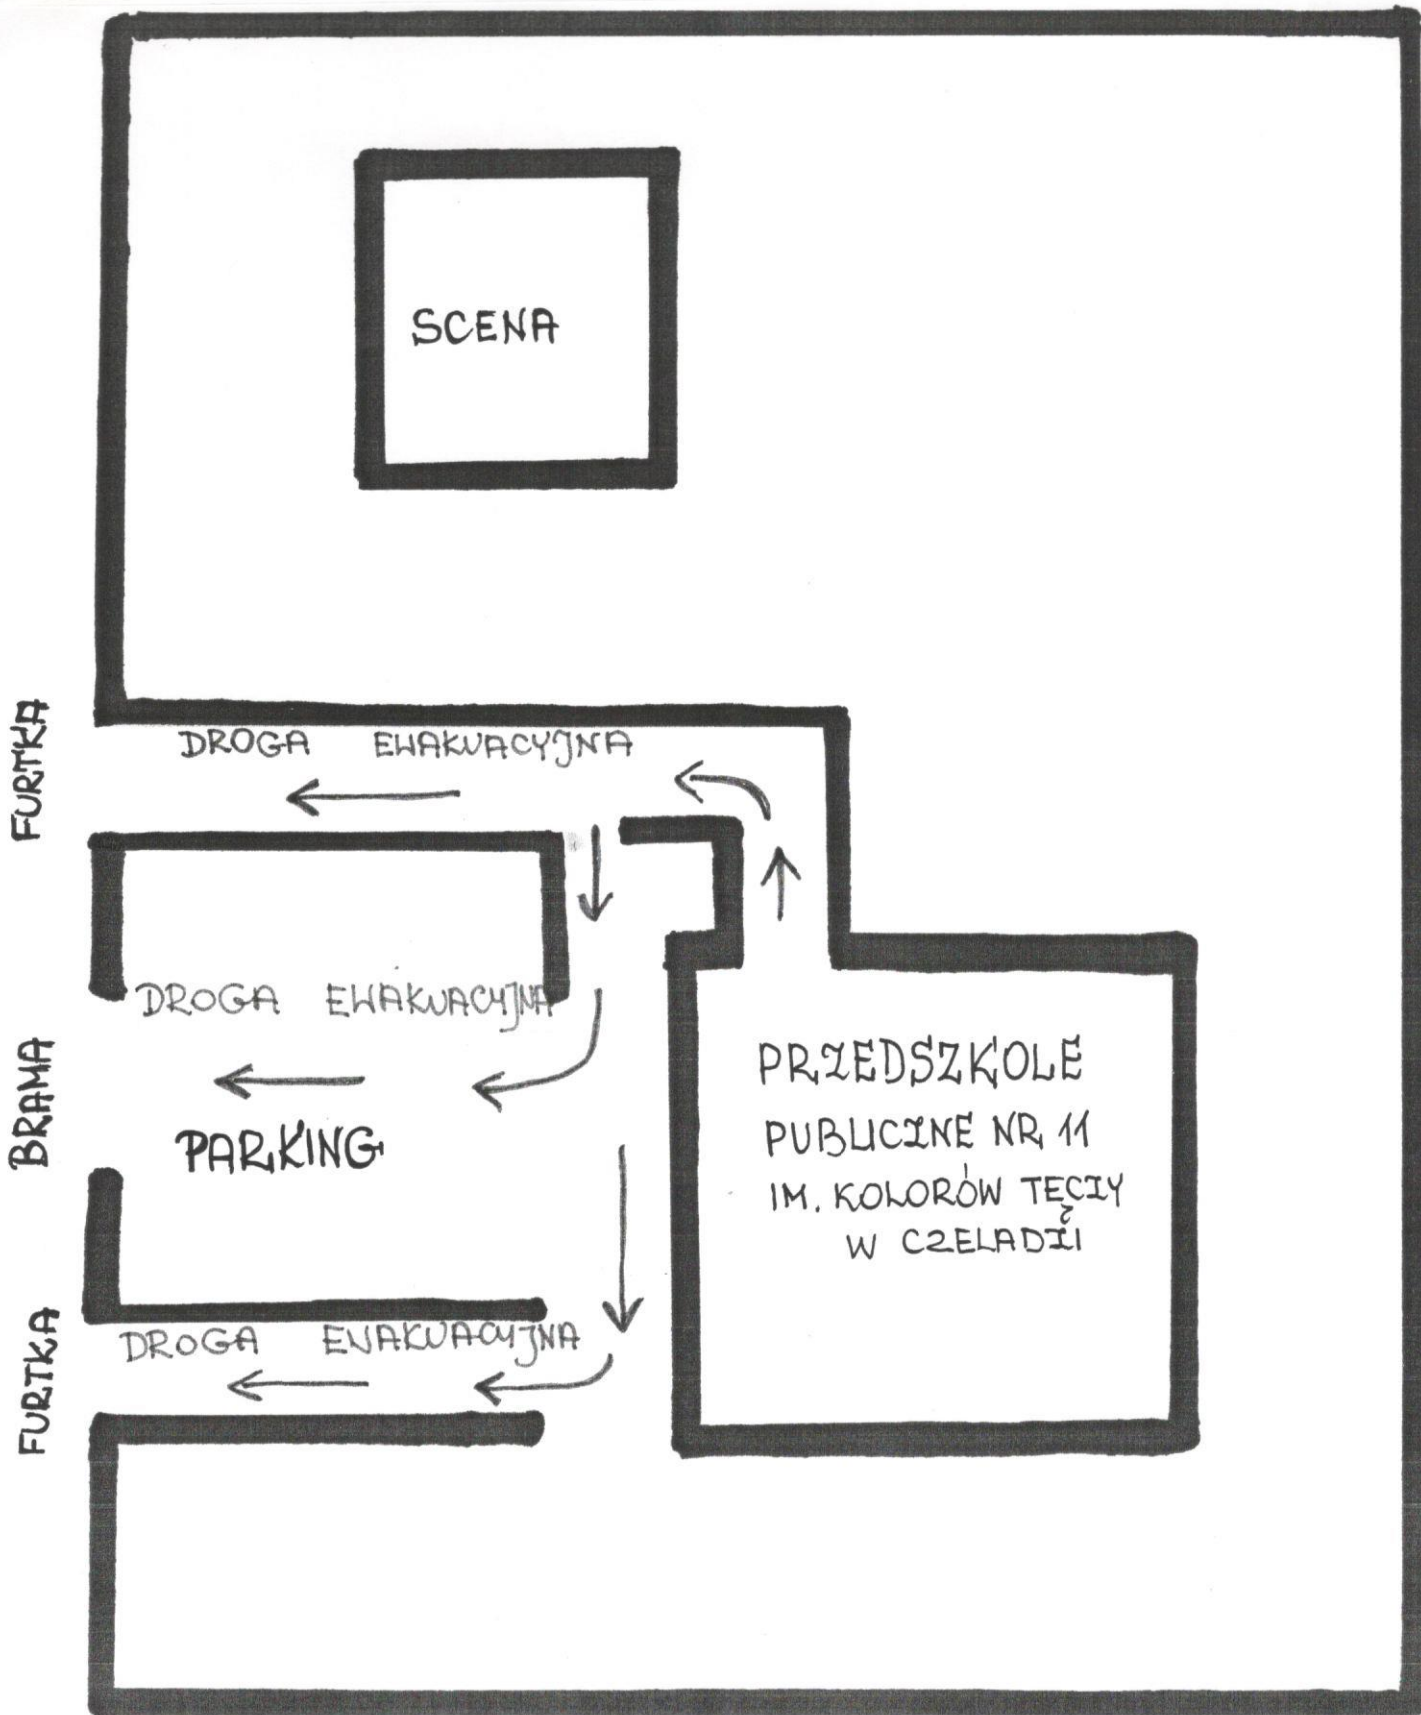 SCENA
FURTKA
DROGA EWAKUACYJNA
DROGA EWAKUACYJNA
BRAMA
PARKING
PRZEDSZKOLE
PUBLICZNE NR 11
IM. KOLORÓW TĘCZY
W CZELADZI
FURTKA
DROGA EWAKUACYJNA